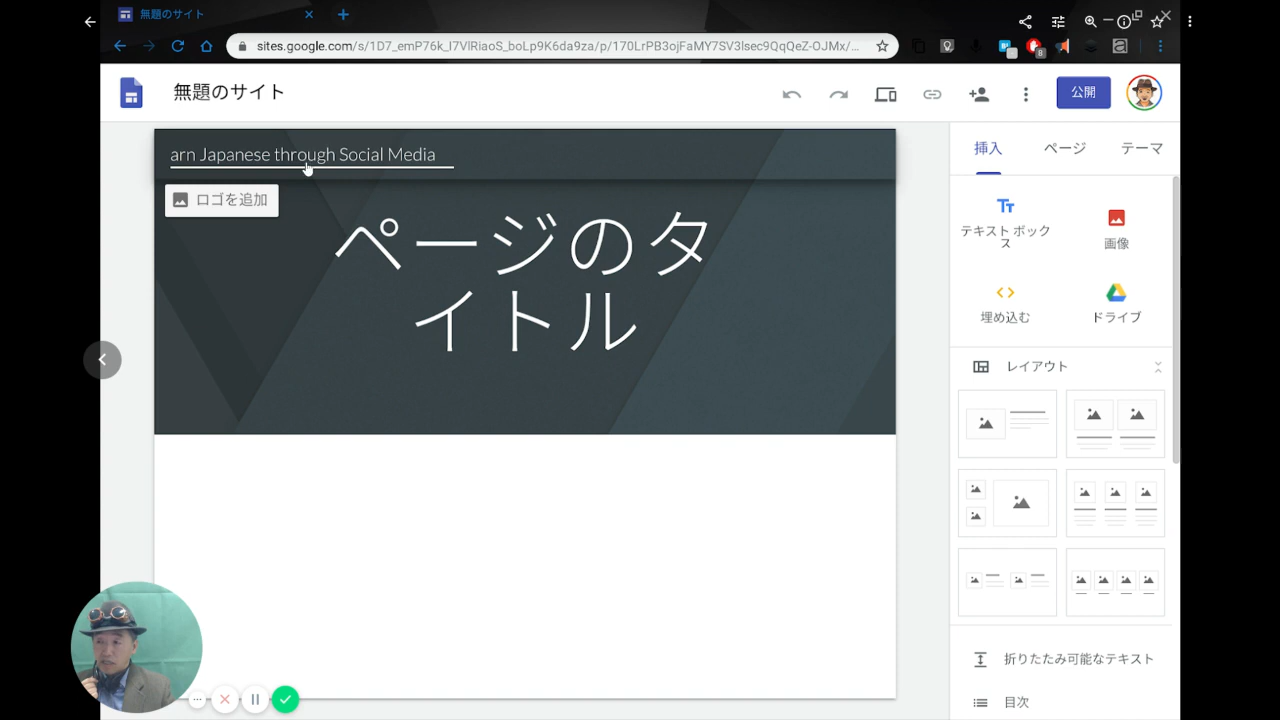 無題のサイト
sites.google.com/s/1D7_emP76k_I7VlRiaoS_boLp9K6da9za/p/170LrPB3ojFaMY7SV3lsec9QqQeZ-OJMx/...
8
無題のサイト
公開
arn Japanese through Social Media
挿入
ページ
テーマ
ロゴを追加
ページのタ
イトル
テキスト ボック
ス
画像
埋め込む
ドライブ
レイアウト
折りたたみ可能なテキスト
目次